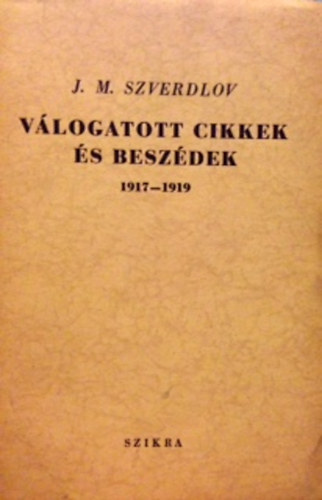 J. M. SZVERDLOV
VÁLOGATOTT CIKKEK
ÉS BESZÉDEK
1917—1919
SZIKRA